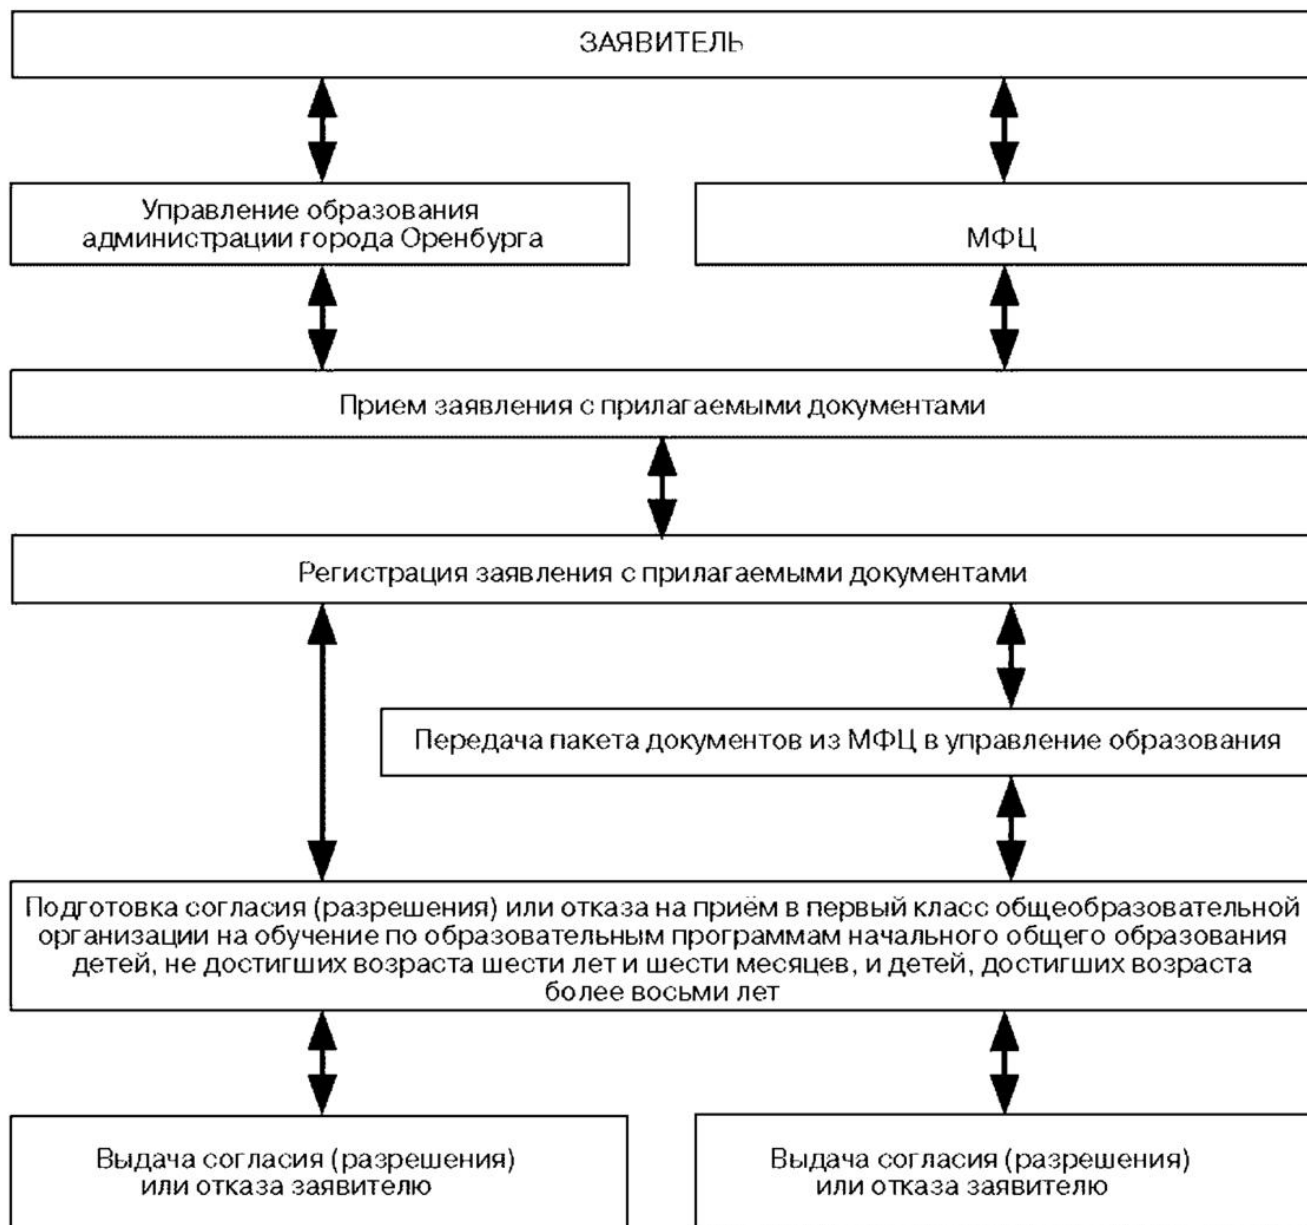 ЗАЯВИТЕЛЬ
Управление образования
администрации города Оренбурга
МФЦ
Прием заявления с прилагаемыми документами
Регистрация заявления с прилагаемыми документами
Передача пакета документов из МФЦ в управление образования
Подготовка согласия (разрешения) или отказа на приём в первый класс общеобразовательной
организации на обучение по образовательным программам начального общего образования
детей, не достигших возраста шести лет и шести месяцев, и детей, достигших возраста
более восьми лет
Выдача согласия (разрешения)
или отказа заявителю
Выдача согласия (разрешения)
или отказа заявителю